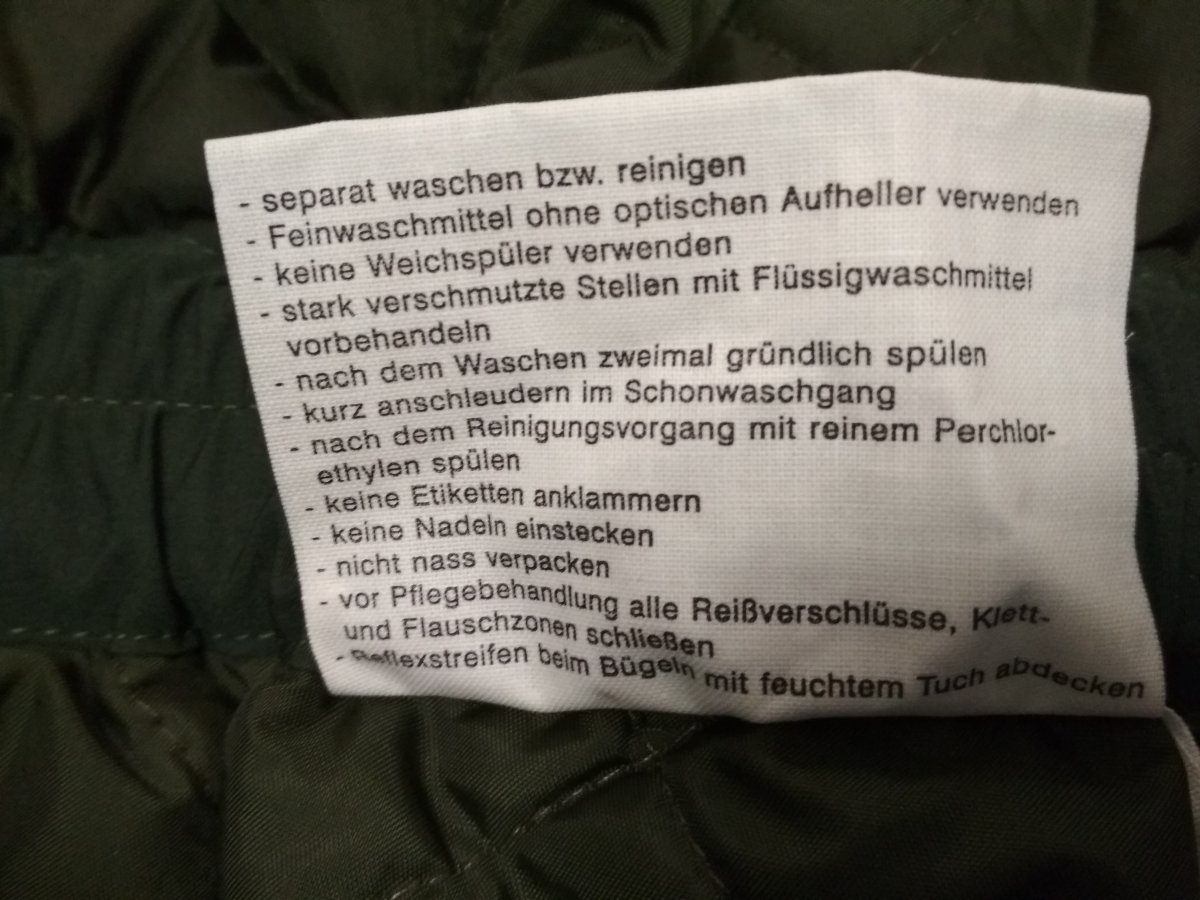 - separat waschen bzw. reinigen
- Feinwaschmittel ohne optischen Aufheller verwenden
- keine Weichspüler verwenden
- stark verschmutzte Stellen mit Flüssigwaschmittel
vorbehandeln
- nach dem Waschen zweimal gründlich spülen
- kurz anschleudern im Schonwaschgang
- nach dem Reinigungsvorgang mit reinem Perchlor-
ethylen spülen
- keine Etiketten anklammern
- keine Nadeln einstecken
- nicht nass verpacken
- vor Pflegebehandlung alle Reißverschlüsse, Klett-
und Flauschzonen schließen
- Reflexstreifen beim Bügeln mit feuchtem Tuch abdecken